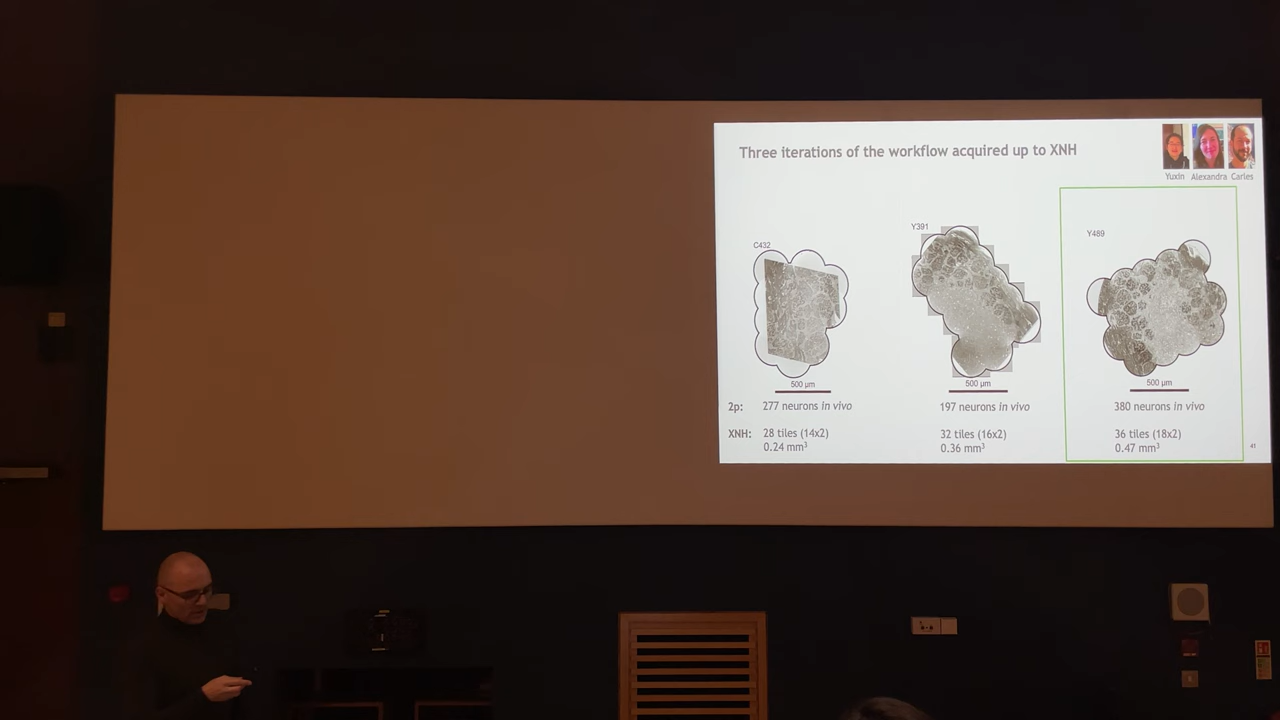 Three iterations of the workflow acquired up to XNH
Yuxin Alexandra Carles
C432
Y391
Y489
500 µm
500 µm
500 µm
2p: 277 neurons in vivo 197 neurons in vivo 380 neurons in vivo
XNH: 28 tiles (14x2) 32 tiles (16x2) 36 tiles (18x2)
0.24 mm³ 0.36 mm³ 0.47 mm³
41